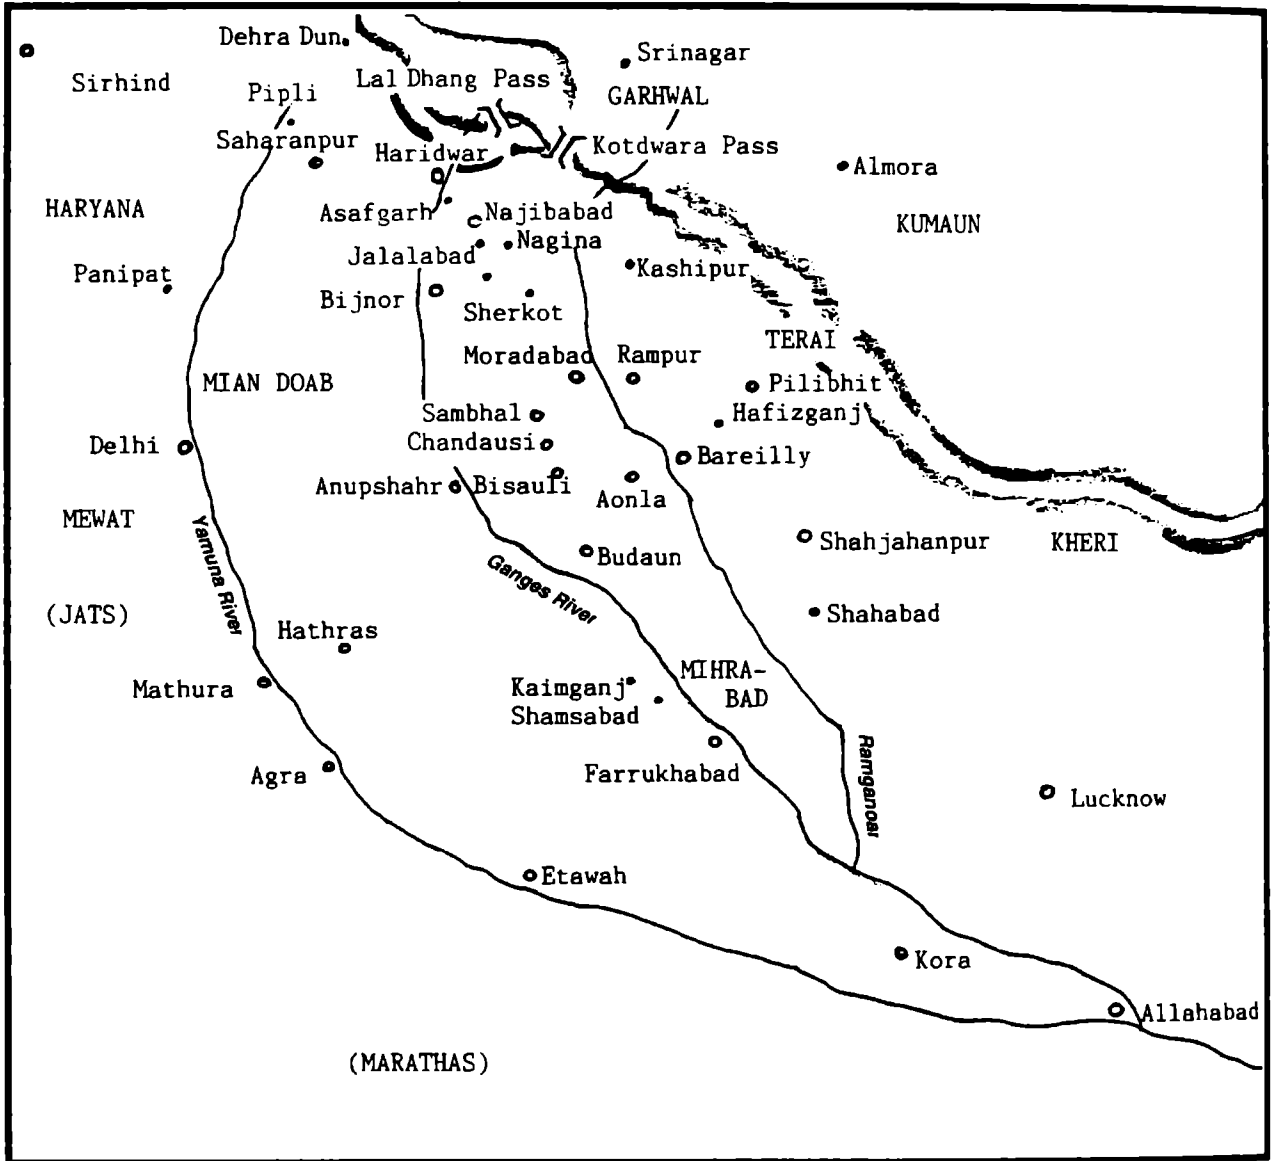 Dehra Dun
Srinagar
Sirhind
Lal Dhang Pass
Pipli
GARHWAL
Saharanpur
Haridwar
Kotdwara Pass
Almora
HARYANA
Asafgarh
Najibabad
KUMAUN
Nagina
Jalalabad
Kashipur
Panipat
Bijnor
Sherkot
TERAI
Moradabad
Rampur
MIAN DOAB
Pilibhit
Sambhal
Hafizganj
Delhi
Chandausi
Bareilly
Anupshahr
Bisauli
Aonla
MEWAT
Yamuna River
Shahjahanpur
KHERI
Budaun
Ganges River
(JATS)
Shahabad
Hathras
Mathura
Kaimganj
MIHRA-
BAD
Shamsabad
Agra
Farrukhabad
Lucknow
Etawah
Kora
Allahabad
(MARATHAS)